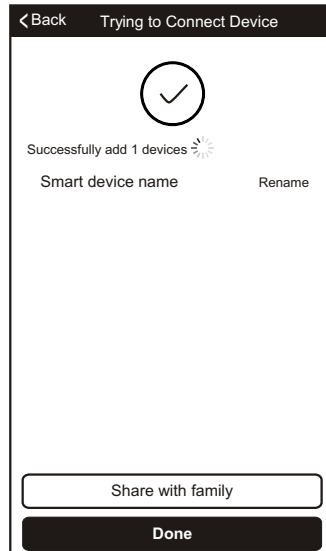 Back Trying to Connect Device
Successfully add 1 devices
Smart device name Rename
Share with family
Done